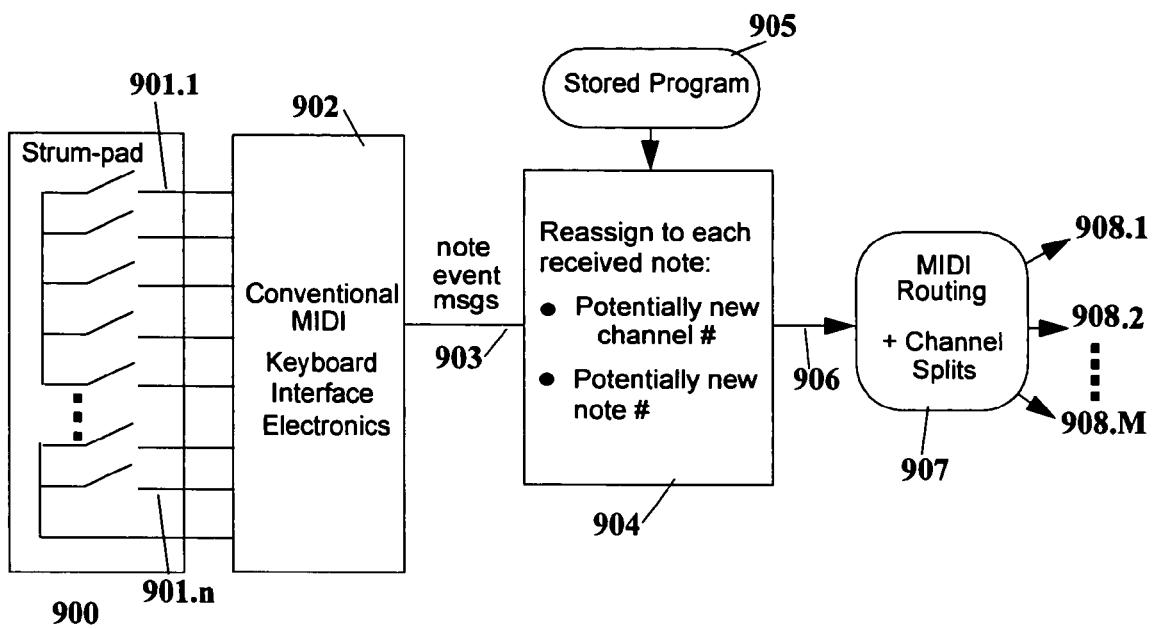 905
Stored Program
901.1
902
Strum-pad
Conventional
MIDI
Keyboard
Interface
Electronics
note
event
msgs
903
Reassign to each
received note:
● Potentially new
channel #
● Potentially new
note #
904
906
MIDI
Routing
+ Channel
Splits
907
908.1
908.2
908.M
901.n
900